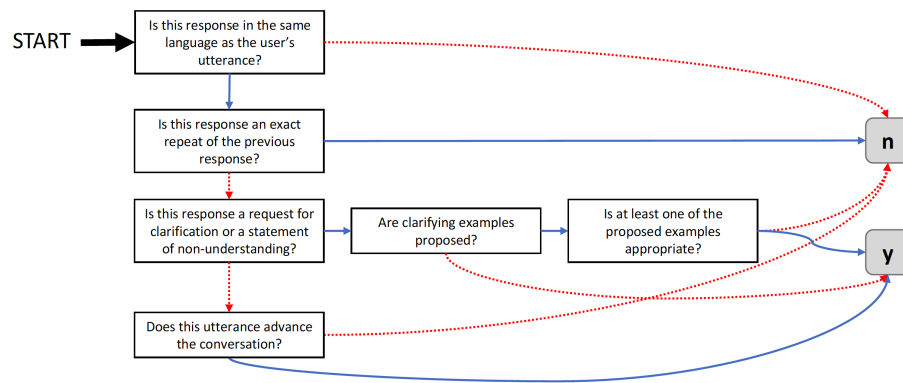 START
Is this response in the same
language as the user’s
utterance?
Is this response an exact
repeat of the previous
response?
n
Is this response a request for
clarification or a statement
of non-understanding?
Are clarifying examples
proposed?
Is at least one of the
proposed examples
appropriate?
y
Does this utterance advance
the conversation?